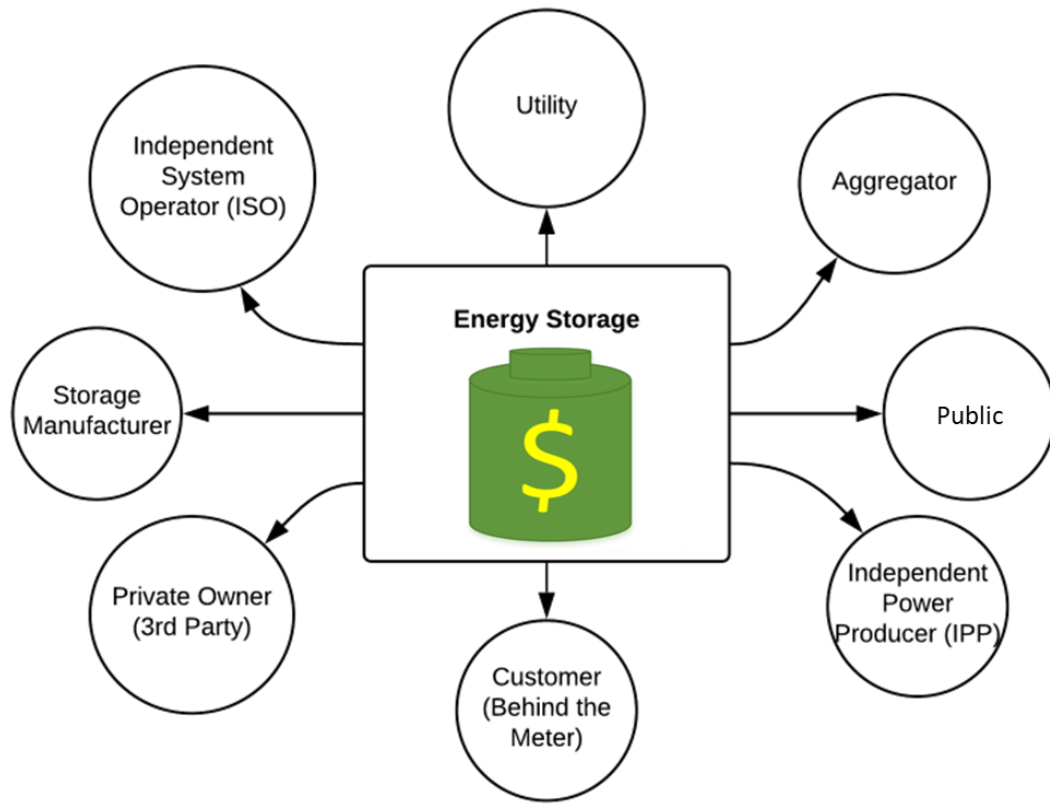 Utility
Independent
System
Operator (ISO)
Aggregator
Energy Storage
$
Storage
Manufacturer
Public
Private Owner
(3rd Party)
Independent
Power
Producer (IPP)
Customer
(Behind the
Meter)